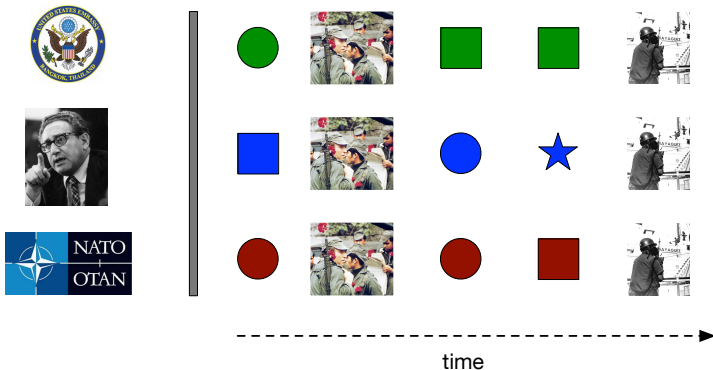 UNITED STATES EMBASSY
BANGKOK, THAILAND
NATO
OTAN
time